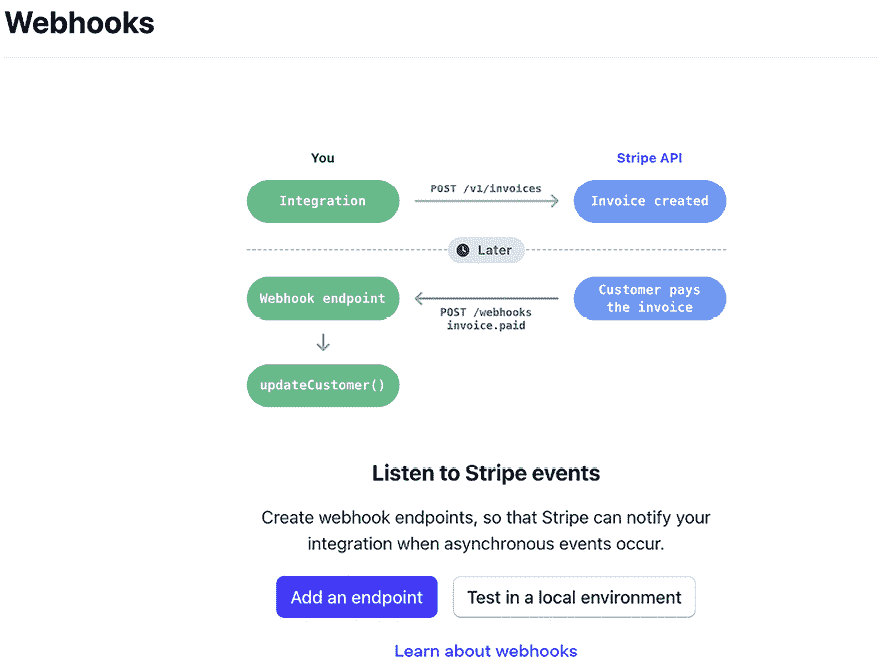 Webhooks
You
Stripe API
Integration
POST /v1/invoices
Invoice created
Later
Webhook endpoint
POST /webhooks
invoice.paid
Customer pays
the invoice
updateCustomer()
Listen to Stripe events
Create webhook endpoints, so that Stripe can notify your
integration when asynchronous events occur.
Add an endpoint
Test in a local environment
Learn about webhooks